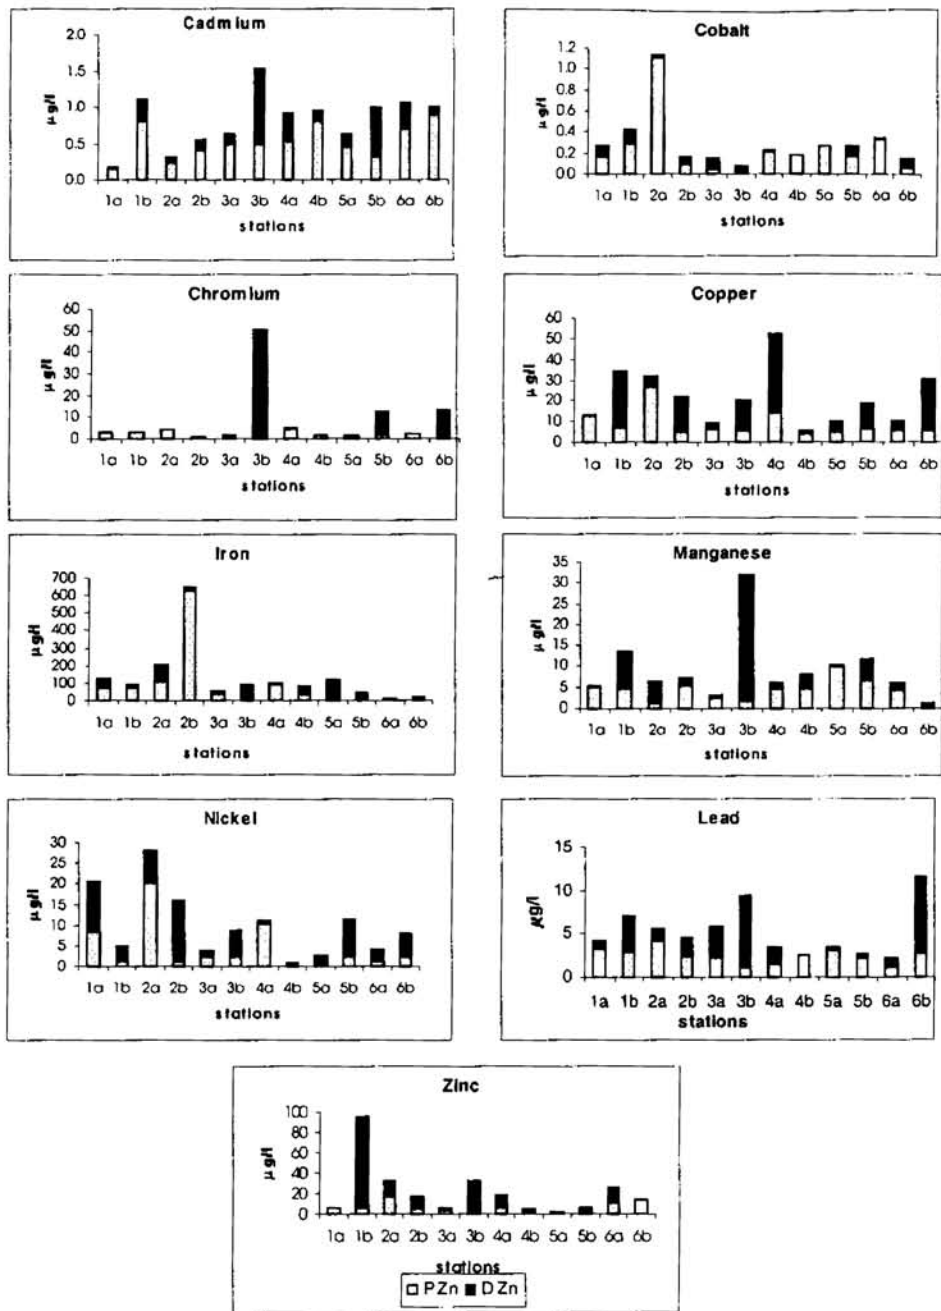 Cadmium
2.0
1.5
1.0
0.5
0.0
µg/l
1a 1b 2a 2b 3a 3b 4a 4b 5a 5b 6a 6b
stations
Cobalt
1.2
1.0
0.8
0.6
0.4
0.2
0.0
µg/l
1a 1b 2a 2b 3a 3b 4a 4b 5a 5b 6a 6b
stations
Chromium
60
50
40
30
20
10
0
µg/l
1a 1b 2a 2b 3a 3b 4a 4b 5a 5b 6a 6b
stations
Copper
60
50
40
30
20
10
0
µg/l
1a 1b 2a 2b 3a 3b 4a 4b 5a 5b 6a 6b
stations
Iron
700
600
500
400
300
200
100
0
µg/l
1a 1b 2a 2b 3a 3b 4a 4b 5a 5b 6a 6b
stations
Manganese
35
30
25
20
15
10
5
0
µg/l
1a 1b 2a 2b 3a 3b 4a 4b 5a 5b 6a 6b
stations
Nickel
30
25
20
15
10
5
0
µg/l
1a 1b 2a 2b 3a 3b 4a 4b 5a 5b 6a 6b
stations
Lead
15
10
5
0
µg/l
1a 1b 2a 2b 3a 3b 4a 4b 5a 5b 6a 6b
stations
Zinc
100
80
60
40
20
0
µg/l
1a 1b 2a 2b 3a 3b 4a 4b 5a 5b 6a 6b
stations
PZn DZn